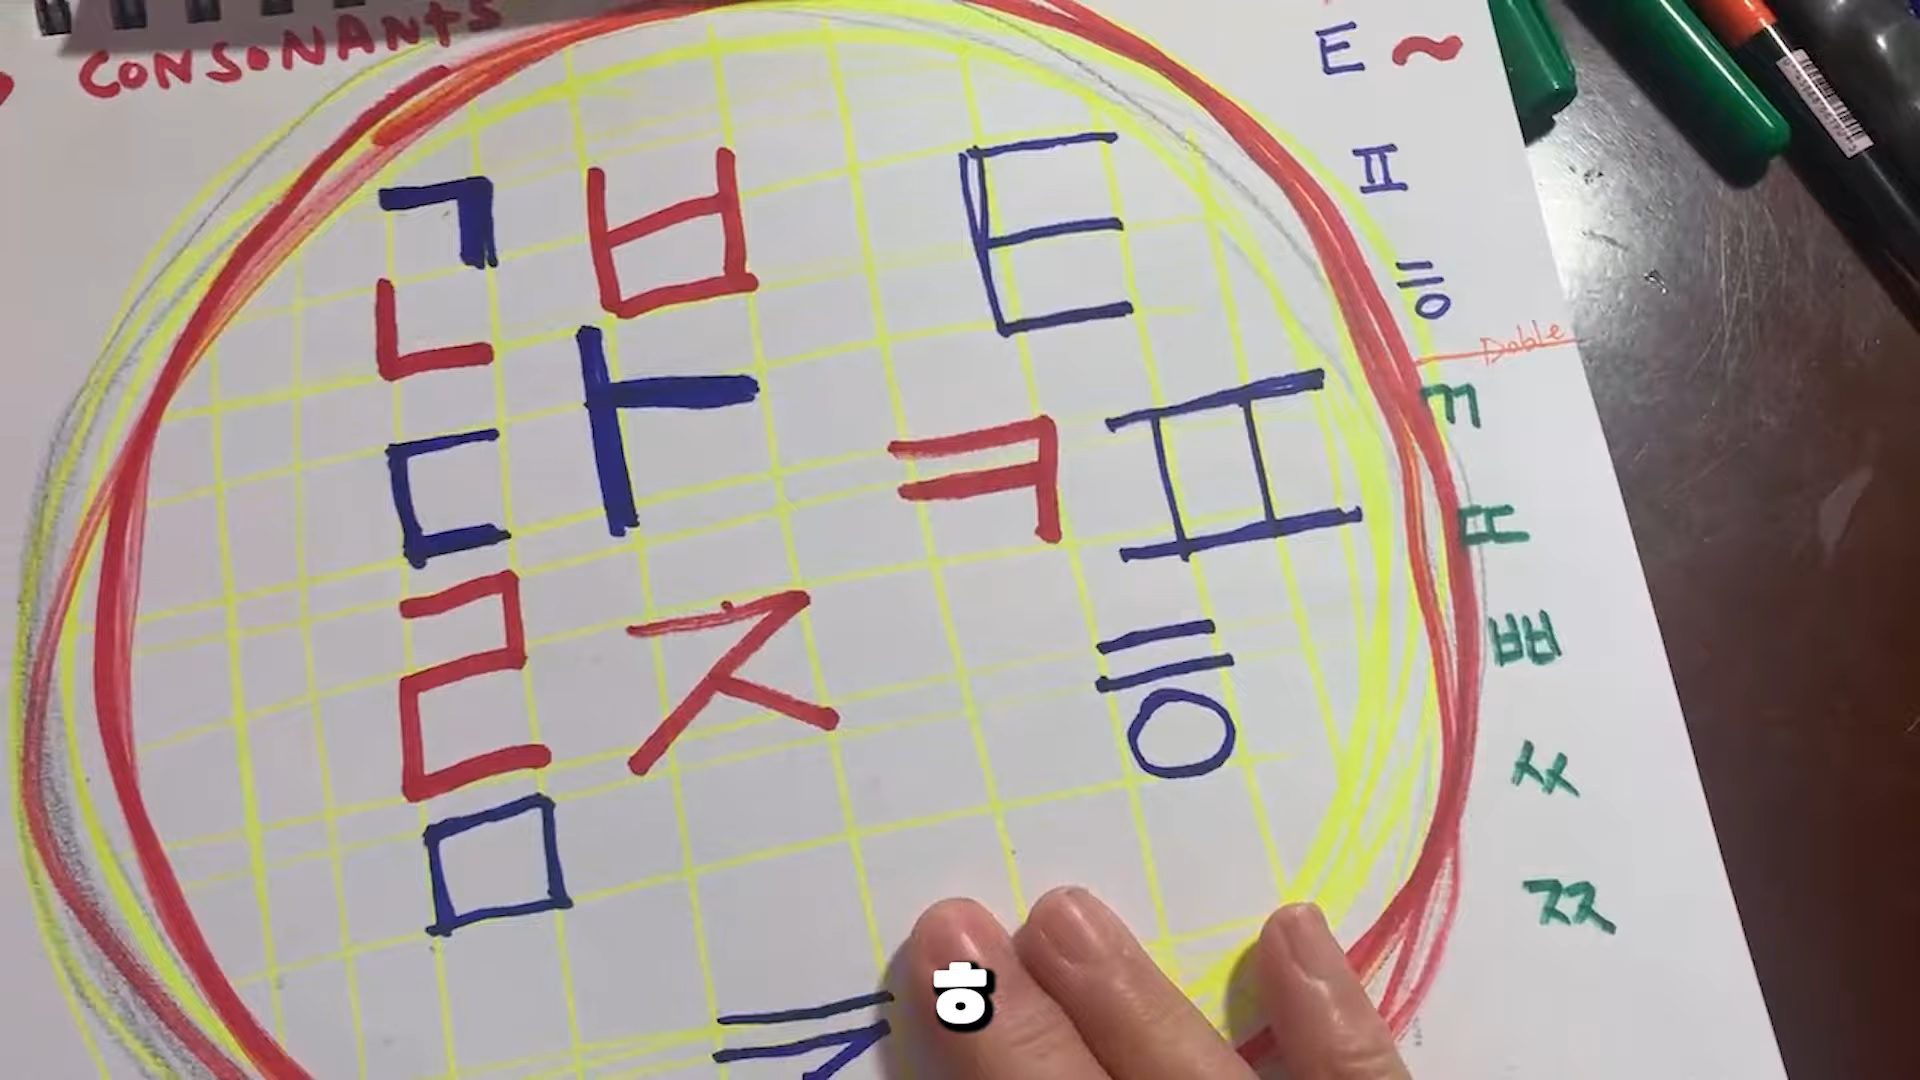 CONSONANTS
ㄱ ㅂ ㅌ
ㄴ
ㄷ ㅏ ㅋ ㅍ
ㄹ ㅈ ㅎ
ㅁ
E ~
ㅍ
ㅎ
Doble
ㄲ
ㄸ
ㅃ
ㅆ
ㅉ
ㅎ